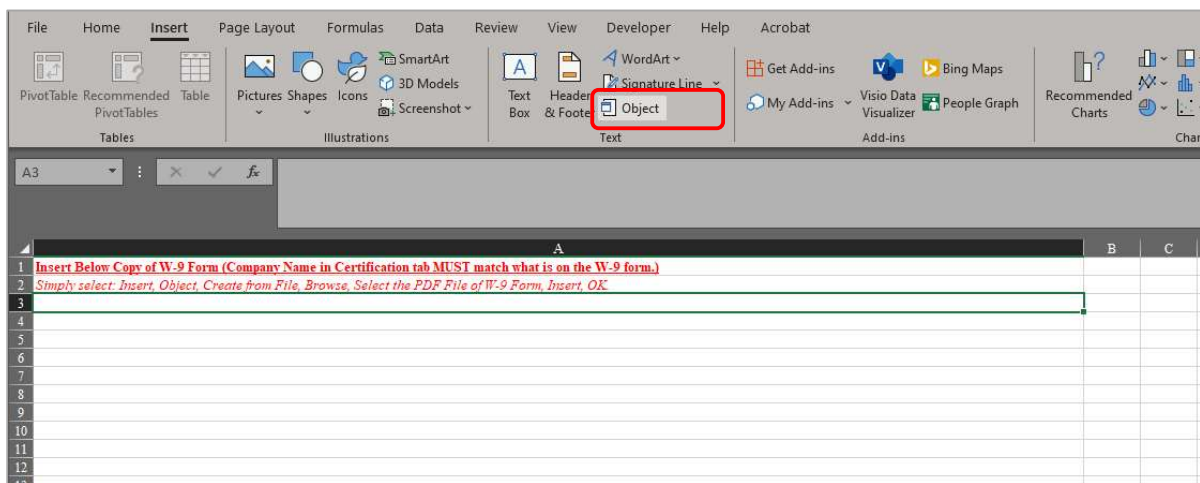 File Home Insert Page Layout Formulas Data Review View Developer Help Acrobat
PivotTable Recommended PivotTables Table
Tables
Pictures Shapes Icons SmartArt
3D Models
Screenshot
Illustrations
Text Box Header & Foote WordArt
Signature Line
Object
Text
Get Add-ins
My Add-ins
Visio Data Visualizer
Bing Maps
People Graph
Add-ins
Recommended Charts
Char
A3 fx
A B C
1 Insert Below Copy of W-9 Form (Company Name in Certification tab MUST match what is on the W-9 form.)
2 Simply select: Insert, Object, Create from File, Browse, Select the PDF File of W-9 Form, Insert, OK.
3
4
5
6
7
8
9
10
11
12